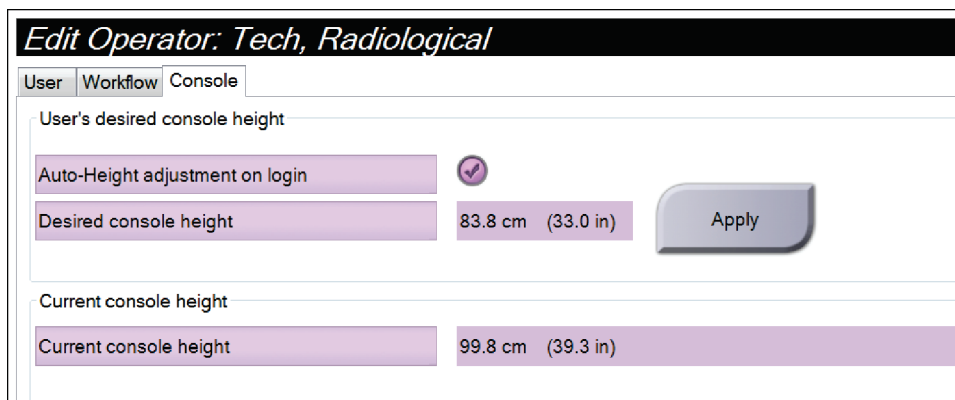 Edit Operator: Tech, Radiological
User Workflow Console
User's desired console height
Auto-Height adjustment on login
Desired console height 83.8 cm (33.0 in) Apply
Current console height
Current console height 99.8 cm (39.3 in)